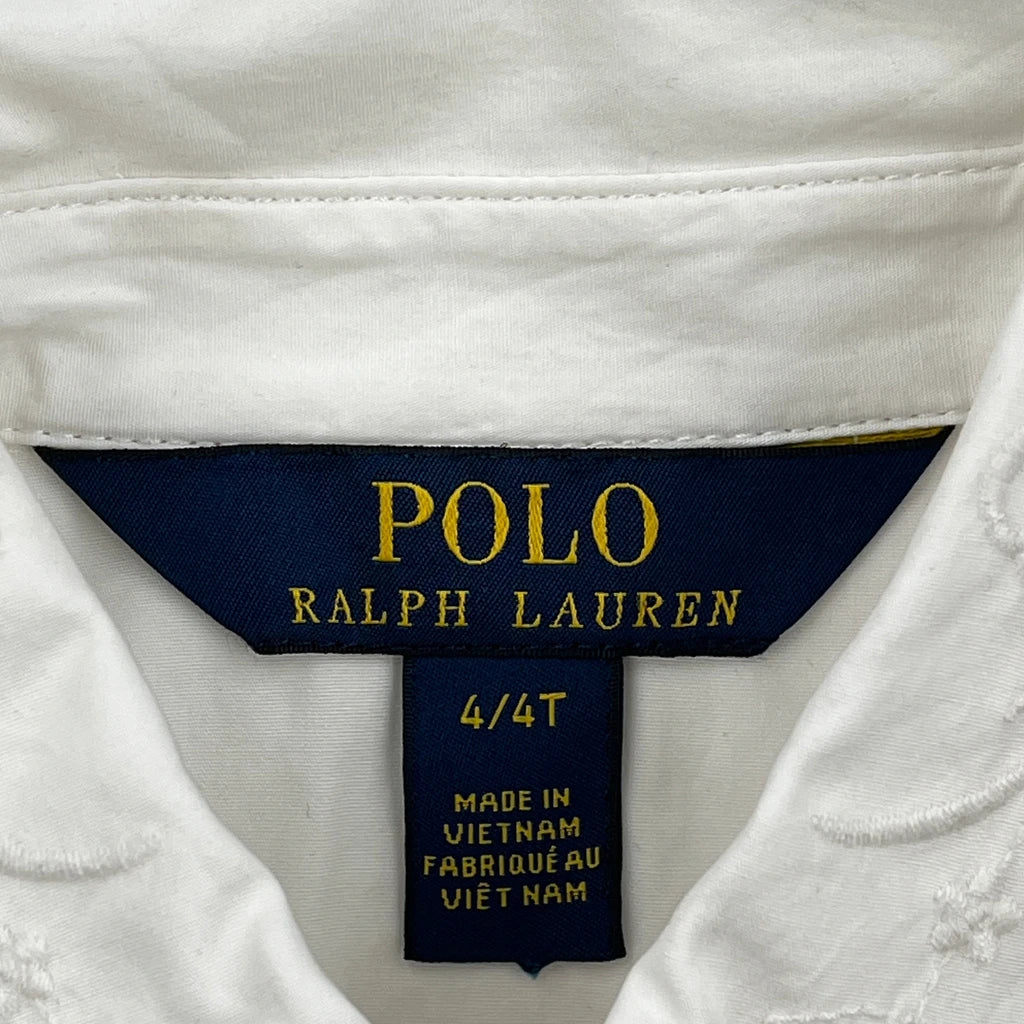 POLO
RALPH LAUREN
4/4T
MADE IN
VIETNAM
FABRIQUÉ AU
VIÊT NAM